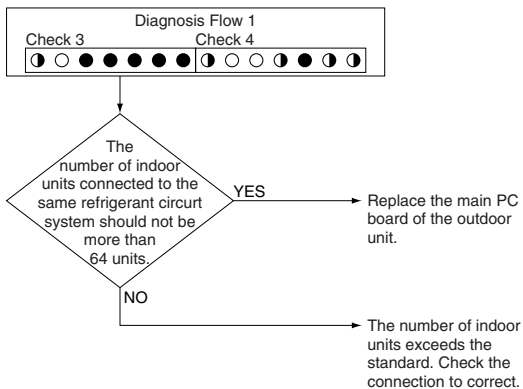 Diagnosis Flow 1
Check 3 Check 4
The
number of indoor
units connected to the
same refrigerant circurt
system should not be
more than
64 units.
YES
Replace the main PC
board of the outdoor
unit.
NO
The number of indoor
units exceeds the
standard. Check the
connection to correct.